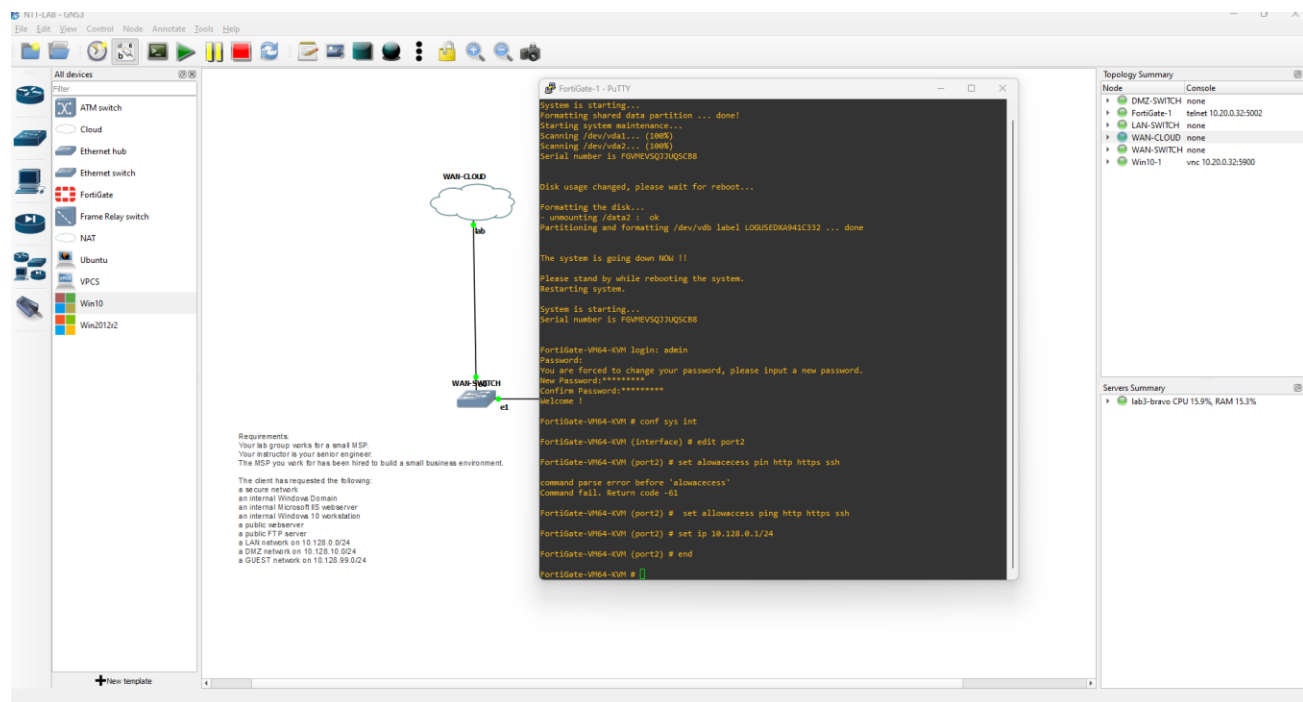 NTT-LAB - GNS3
File Edit View Control Node Annotate Tools Help
All devices
Filter
ATM switch
Cloud
Ethernet hub
Ethernet switch
FortiGate
Frame Relay switch
NAT
Ubuntu
VPCS
Win10
Win2012r2
New template
WAN-CLOUD
lab
WAN-SWITCH
e1
Requirements:
Your lab group works for a small MSP.
Your instructor is your senior engineer.
The MSP you work for has been hired to build a small business environment.
The client has requested the following:
a secure network
an internal Windows Domain
an internal Microsoft IS webserver
an internal Windows 10 workstation
a public webserver
a public FTP server
a LAN network on 10.128.0.0/24
a DMZ network on 10.128.10.0/24
a GUEST network on 10.128.99.0/24
FortiGate-1 - PuTTY
System is starting...
Formatting shared data partition ... done!
Starting system maintenance...
Scanning /dev/vda1... (100%)
Scanning /dev/vda2... (100%)
Serial number is FGVMEVSQJJUQSCB8
Disk usage changed, please wait for reboot...
Formatting the disk...
- unmounting /data2 : ok
Partitioning and formatting /dev/vdb label LOGUSEDXA941C332 ... done
The system is going down NOW !!
Please stand by while rebooting the system.
Restarting system.
System is starting...
Serial number is FGVMEVSQJJUQSCB8
FortiGate-VM64-KVM login: admin
Password:
You are forced to change your password, please input a new password.
New Password:*********
Confirm Password:*********
Welcome !
FortiGate-VM64-KVM # conf sys int
FortiGate-VM64-KVM (interface) # edit port2
FortiGate-VM64-KVM (port2) # set alowacecess pin http https ssh
command parse error before 'alowacecess'
Command fail. Return code -61
FortiGate-VM64-KVM (port2) #  set allowaccess ping http https ssh
FortiGate-VM64-KVM (port2) # set ip 10.128.0.1/24
FortiGate-VM64-KVM (port2) # end
FortiGate-VM64-KVM #
Topology Summary
Node Console
DMZ-SWITCH none
FortiGate-1 telnet 10.20.0.32:5002
LAN-SWITCH none
WAN-CLOUD none
WAN-SWITCH none
Win10-1 vnc 10.20.0.32:5900
Servers Summary
lab3-bravo CPU 15.9%, RAM 15.3%